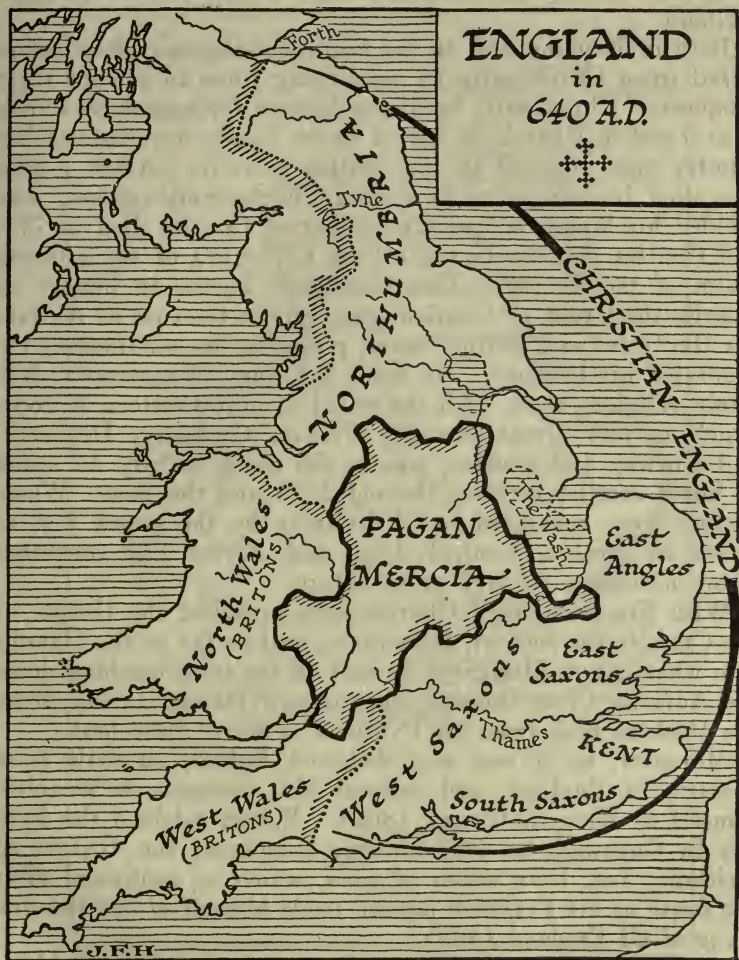 ENGLAND
in
640 A.D.
Forth
NORTHUMBRIA
Tyne
CHRISTIAN ENGLAND
PAGAN
MERCIA
The Wash
East
Angles
North Wales
(BRITONS)
East
Saxons
West Saxons
Thames
KENT
South Saxons
West Wales
(BRITONS)
J.F.H